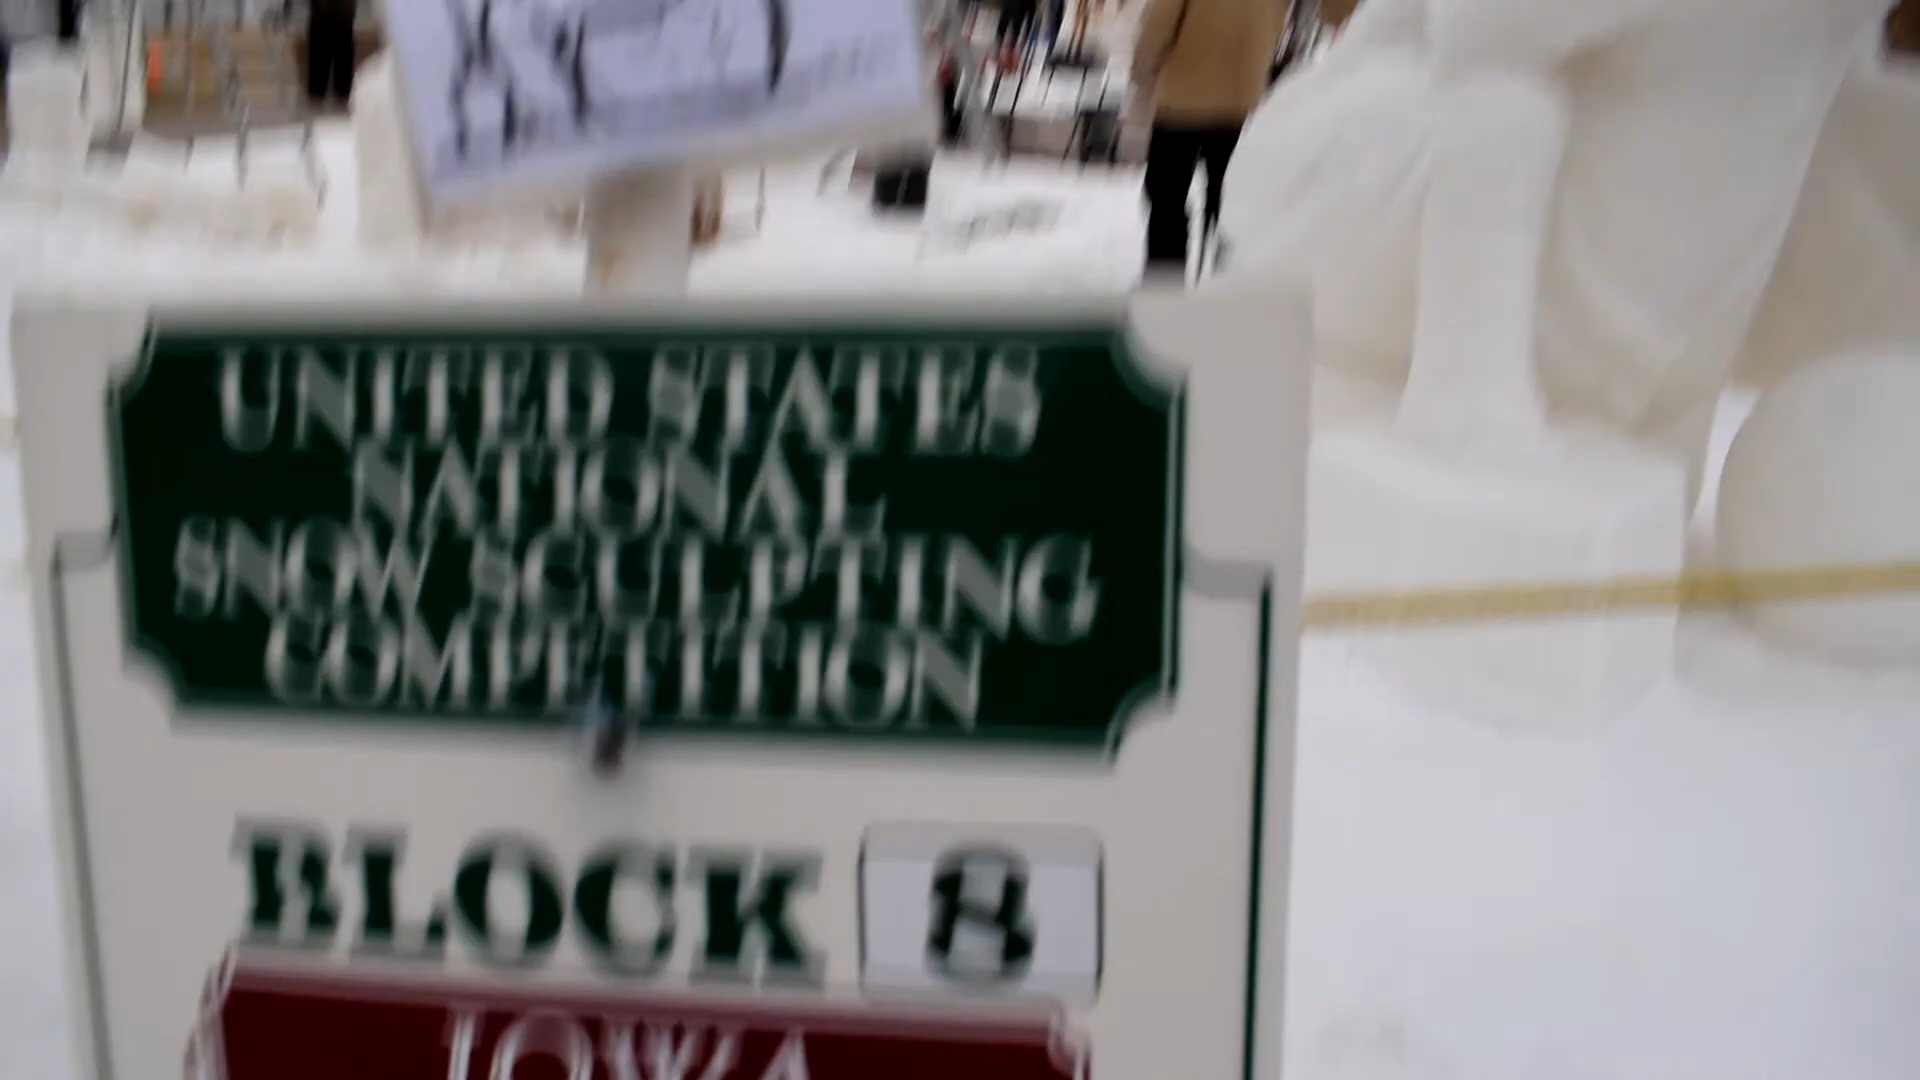 UNITED STATES
NATIONAL
SNOW SCULPTING
COMPETITION
BLOCK 8
IOWA